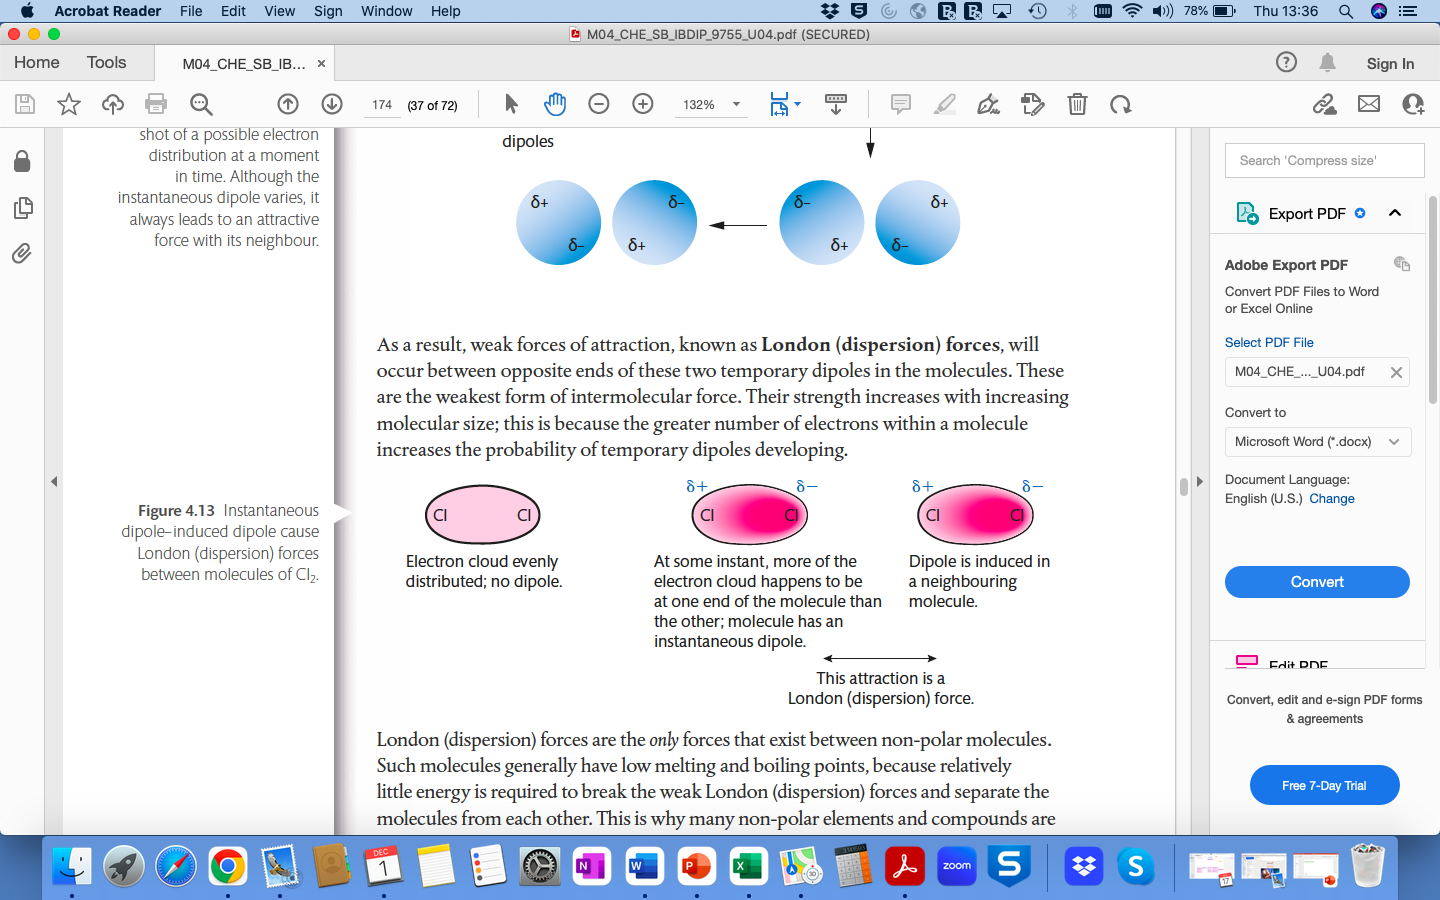 Acrobat Reader File Edit View Sign Window Help
78% Thu 13:36
M04_CHE_SB_IBDIP_9755_U04.pdf (SECURED)
Home Tools M04_CHE_SB_IB... × Sign In
174 (37 of 72) 132%
shot of a possible electron
distribution at a moment
in time. Although the
instantaneous dipole varies, it
always leads to an attractive
force with its neighbour.
dipoles
δ+ δ– δ– δ+
δ– δ+ δ+ δ–
As a result, weak forces of attraction, known as London (dispersion) forces, will
occur between opposite ends of these two temporary dipoles in the molecules. These
are the weakest form of intermolecular force. Their strength increases with increasing
molecular size; this is because the greater number of electrons within a molecule
increases the probability of temporary dipoles developing.
Figure 4.13 Instantaneous
dipole–induced dipole cause
London (dispersion) forces
between molecules of Cl₂.
δ+ δ− δ+ δ−
Cl Cl Cl Cl Cl Cl
Electron cloud evenly
distributed; no dipole.
At some instant, more of the
electron cloud happens to be
at one end of the molecule than
the other; molecule has an
instantaneous dipole.
Dipole is induced in
a neighbouring
molecule.
This attraction is a
London (dispersion) force.
London (dispersion) forces are the only forces that exist between non-polar molecules.
Such molecules generally have low melting and boiling points, because relatively
little energy is required to break the weak London (dispersion) forces and separate the
molecules from each other. This is why many non-polar elements and compounds are
Search 'Compress size'
Export PDF
Adobe Export PDF
Convert PDF Files to Word
or Excel Online
Select PDF File
M04_CHE_..._U04.pdf
Convert to
Microsoft Word (*.docx)
Document Language:
English (U.S.) Change
Convert
Edit PDF
Convert, edit and e-sign PDF forms
& agreements
Free 7-Day Trial
DEC
1
N W P X zoom S S
17